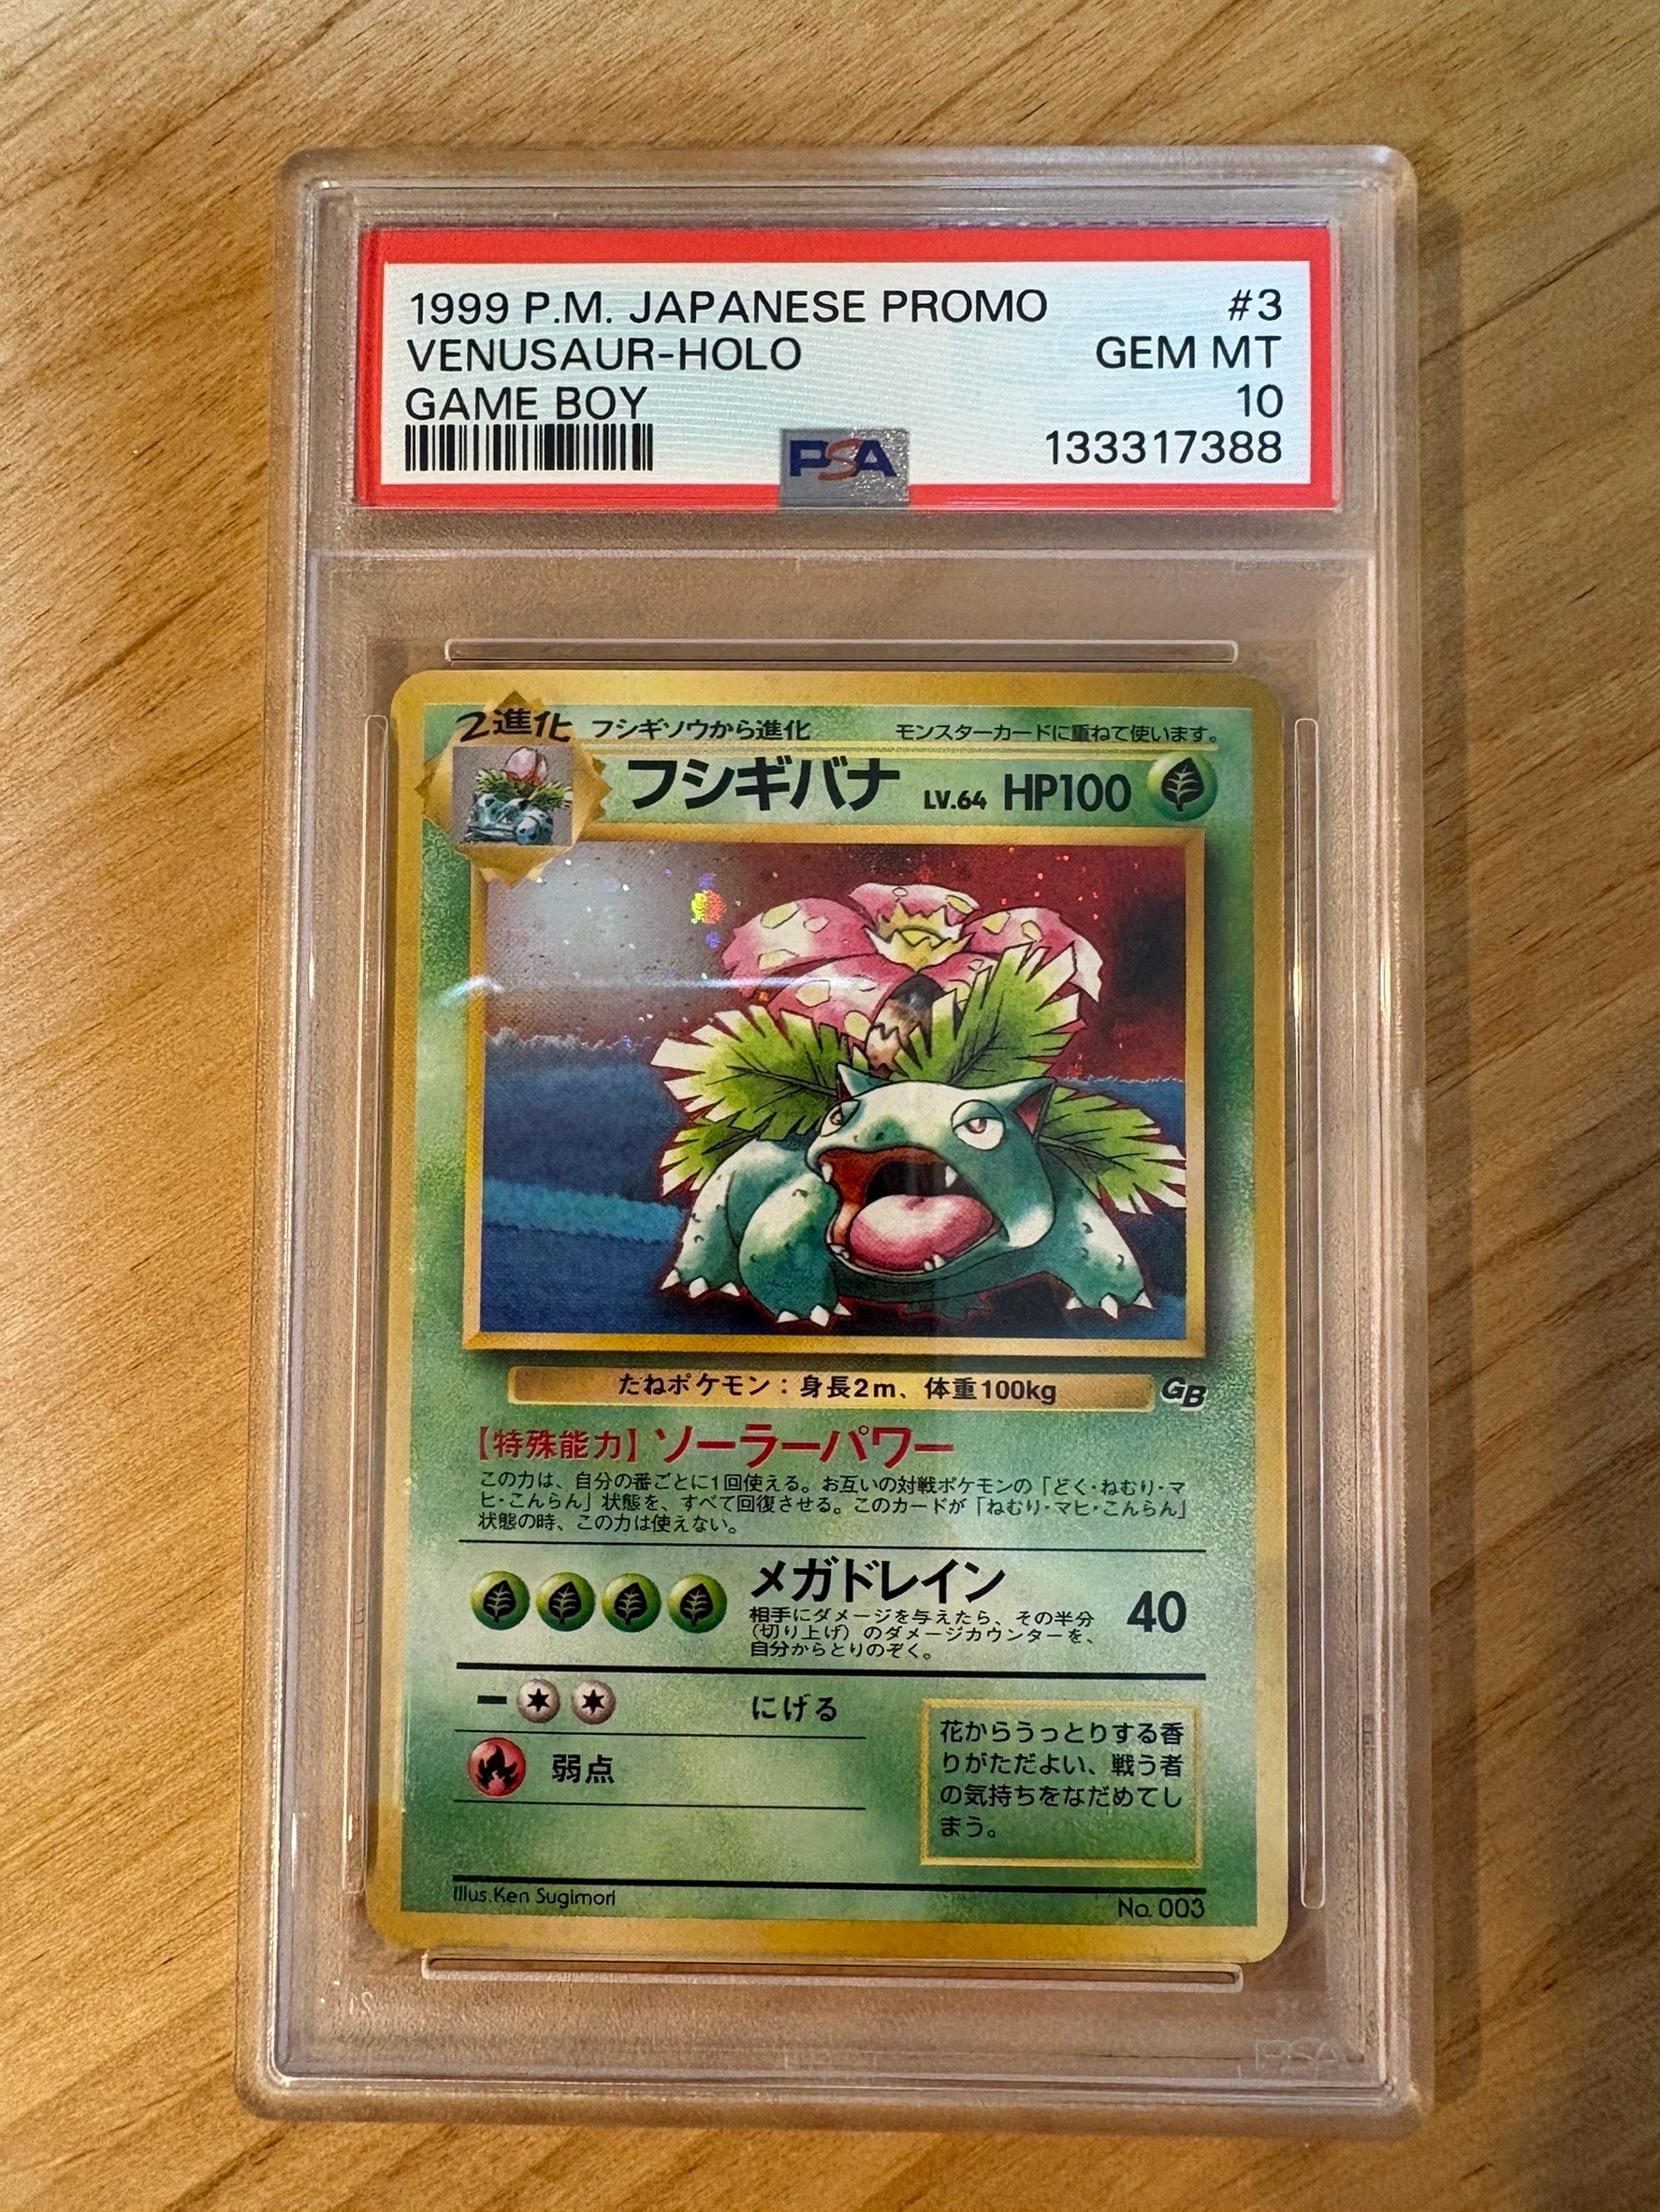 1999 P.M. JAPANESE PROMO #3
VENUSAUR-HOLO GEM MT
GAME BOY 10
PSA 133317388
2進化 フシギソウから進化 モンスターカードに重ねて使います。
フシギバナ LV.64 HP100
たねポケモン：身長2m、体重100kg GB
【特殊能力】ソーラーパワー
この力は、自分の番ごとに1回使える。お互いの対戦ポケモンの「どく・ねむり・マ
ヒ・こんらん」状態を、すべて回復させる。このカードが「ねむり・マヒ・こんらん」
状態の時、この力は使えない。
メガドレイン 40
相手にダメージを与えたら、その半分
（切り上げ）のダメージカウンターを、
自分からとりのぞく。
ー にげる
弱点
花からうっとりする香
りがただよい、戦う者
の気持ちをなだめてし
まう。
Illus.Ken Sugimori No. 003
PSA